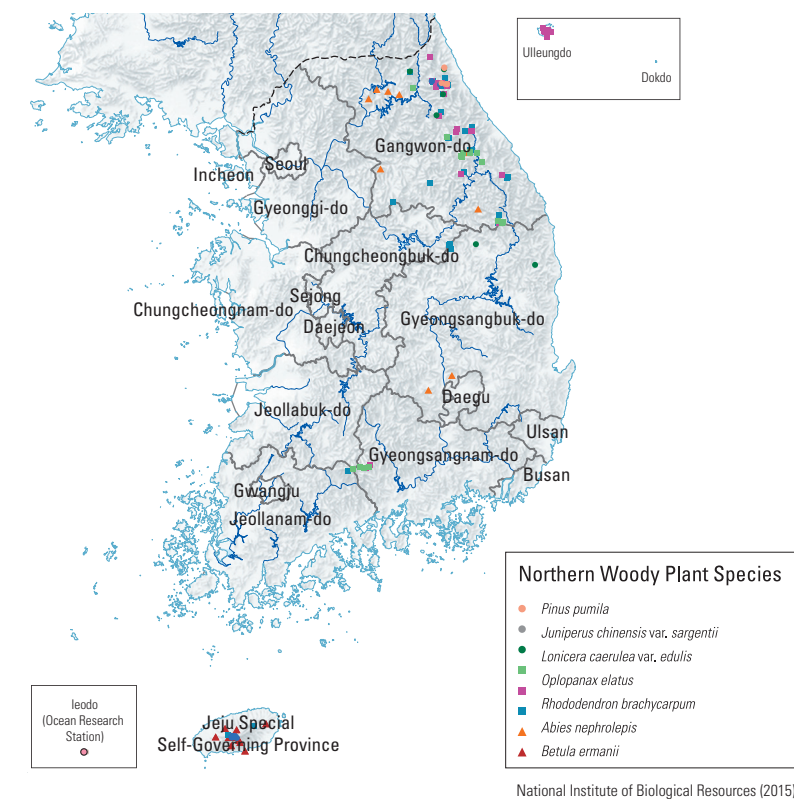 Ulleungdo
Dokdo
Gangwon-do
Seoul
Incheon
Gyeonggi-do
Chungcheongbuk-do
Sejong
Chungcheongnam-do
Daejeon
Gyeongsangbuk-do
Daegu
Jeollabuk-do
Ulsan
Gyeongsangnam-do
Busan
Gwangju
Jeollanam-do
Northern Woody Plant Species
Pinus pumila
Juniperus chinensis var. sargentii
Lonicera caerulea var. edulis
Oplopanax elatus
Rhododendron brachycarpum
Abies nephrolepis
Betula ermanii
Ieodo
(Ocean Research
Station)
Jeju Special
Self-Governing Province
National Institute of Biological Resources (2015)